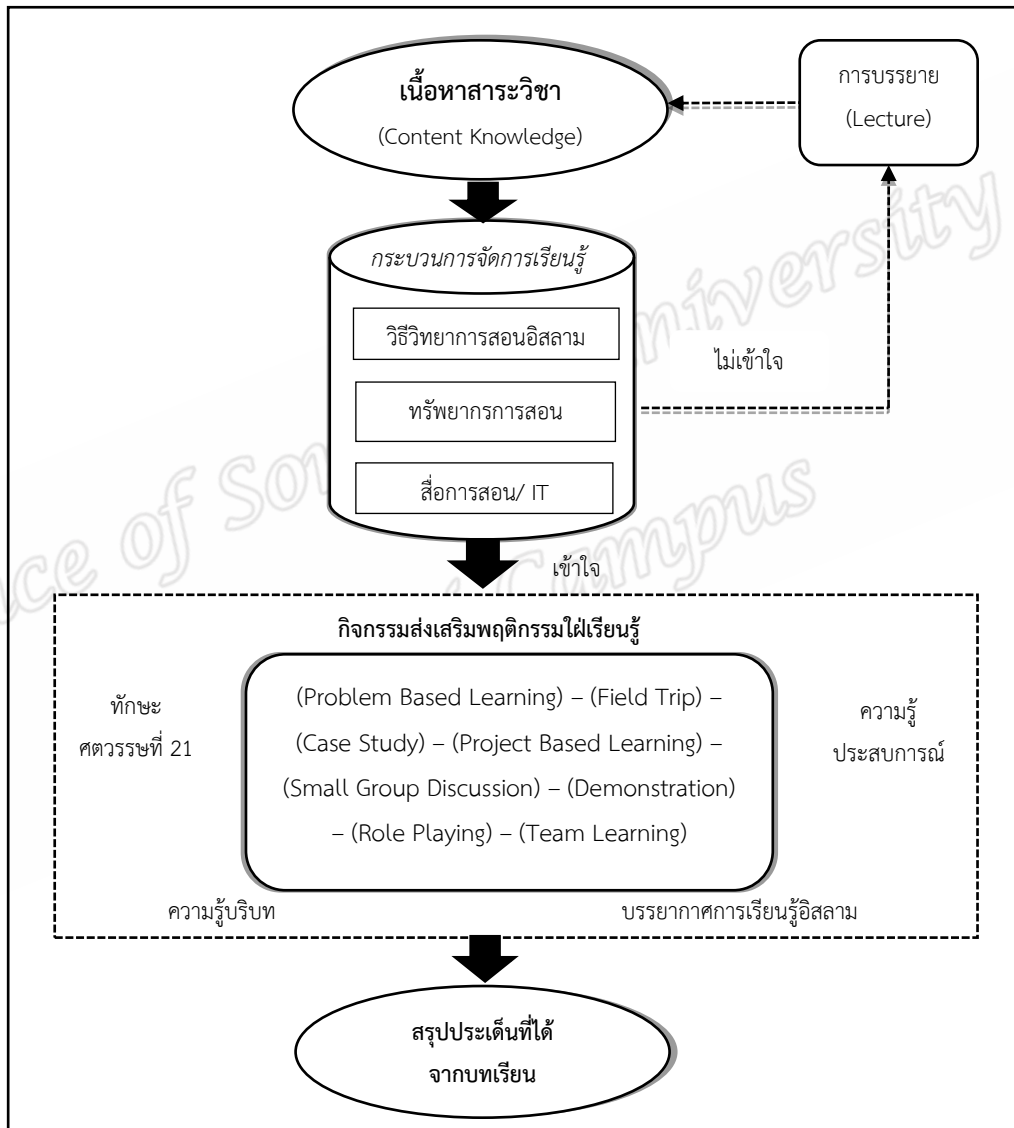 เนื้อหาสาระวิชา
(Content Knowledge)
การบรรยาย
(Lecture)
กระบวนการจัดการเรียนรู้
วิธีวิทยาการสอนอิสลาม
ทรัพยากรการสอน
สื่อการสอน/ IT
ไม่เข้าใจ
เข้าใจ
กิจกรรมส่งเสริมพฤติกรรมใฝ่เรียนรู้
ทักษะ
ศตวรรษที่ 21
(Problem Based Learning) – (Field Trip) –
(Case Study) – (Project Based Learning) –
(Small Group Discussion) – (Demonstration)
– (Role Playing) – (Team Learning)
ความรู้
ประสบการณ์
ความรู้บริบท
บรรยากาศการเรียนรู้อิสลาม
สรุปประเด็นที่ได้
จากบทเรียน
University
Campus